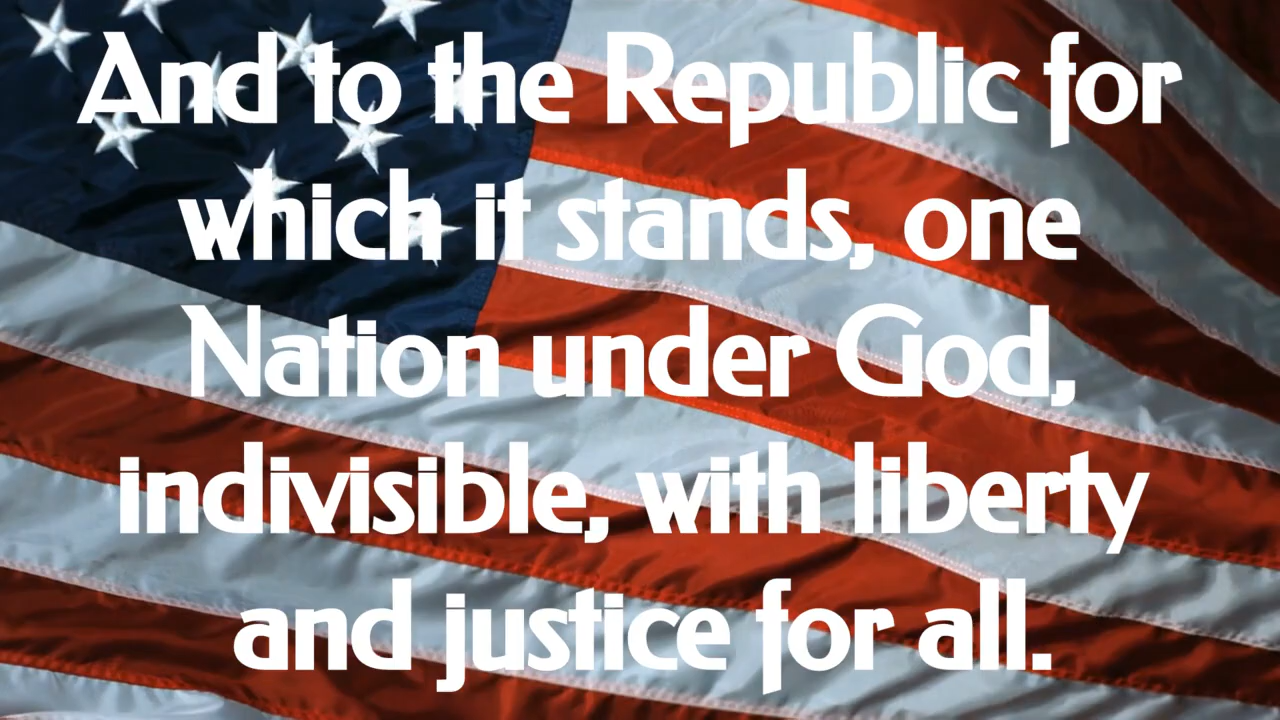 And to the Republic for
which it stands, one
Nation under God,
indivisible, with liberty
and justice for all.